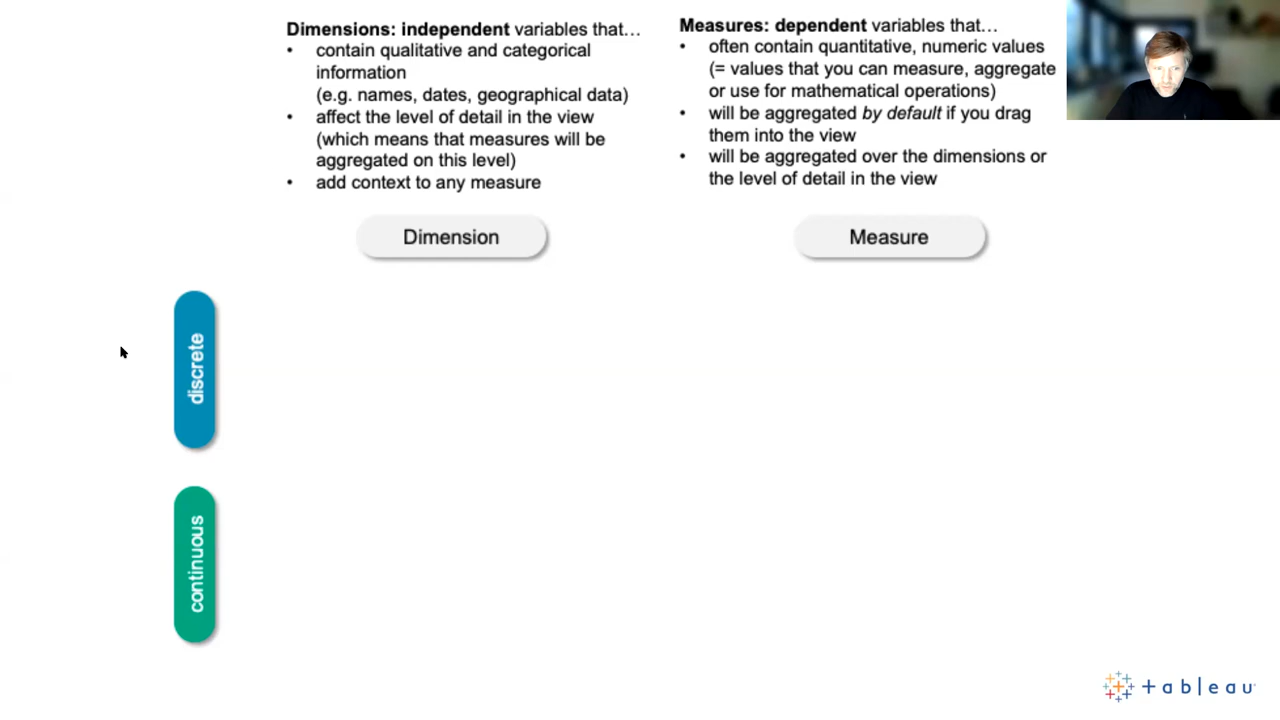 Dimensions: independent variables that…
• contain qualitative and categorical
information
(e.g. names, dates, geographical data)
• affect the level of detail in the view
(which means that measures will be
aggregated on this level)
• add context to any measure
Measures: dependent variables that…
• often contain quantitative, numeric values
(= values that you can measure, aggregate
or use for mathematical operations)
• will be aggregated by default if you drag
them into the view
• will be aggregated over the dimensions or
the level of detail in the view
Dimension
Measure
discrete
continuous
+ableau